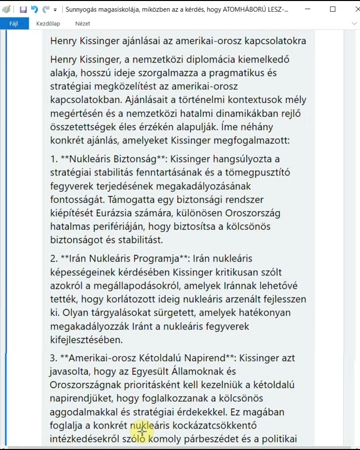 Sunnyogás magasiskolája, miközben az a kérdés, hogy ATOMHÁBORÚ LESZ-...
Fájl Kezdőlap Nézet
Henry Kissinger ajánlásai az amerikai-orosz kapcsolatokra
Henry Kissinger, a nemzetközi diplomácia kiemelkedő
alakja, hosszú ideje szorgalmazza a pragmatikus és
stratégiai megközelítést az amerikai-orosz
kapcsolatokban. Ajánlásait a történelmi kontextusok mély
megértésén és a nemzetközi hatalmi dinamikákban rejlő
összetettségek éles érzékén alapulják. Íme néhány
konkrét ajánlás, amelyeket Kissinger megfogalmazott:
1. **Nukleáris Biztonság**: Kissinger hangsúlyozta a
stratégiai stabilitás fenntartásának és a tömegpusztító
fegyverek terjedésének megakadályozásának
fontosságát. Támogatta egy biztonsági rendszer
kiépítését Eurázsia számára, különösen Oroszország
hatalmas perifériáján, hogy biztosítsa a kölcsönös
biztonságot és stabilitást.
2. **Irán Nukleáris Programja**: Irán nukleáris
képességeinek kérdésében Kissinger kritikusan szólt
azokról a megállapodásokról, amelyek Iránnak lehetővé
tették, hogy korlátozott ideig nukleáris arzenált fejlesszen
ki. Olyan tárgyalásokat sürgetett, amelyek hatékonyan
megakadályozzák Iránt a nukleáris fegyverek
kifejlesztésében.
3. **Amerikai-orosz Kétoldalú Napirend**: Kissinger azt
javasolta, hogy az Egyesült Államoknak és
Oroszországnak prioritásként kell kezelniük a kétoldalú
napirendjüket, hogy foglalkozzanak a kölcsönös
aggodalmakkal és stratégiai érdekekkel. Ez magában
foglalja a konkrét nukleáris kockázatcsökkentő
intézkedésekről szóló komoly párbeszédet és a politikai